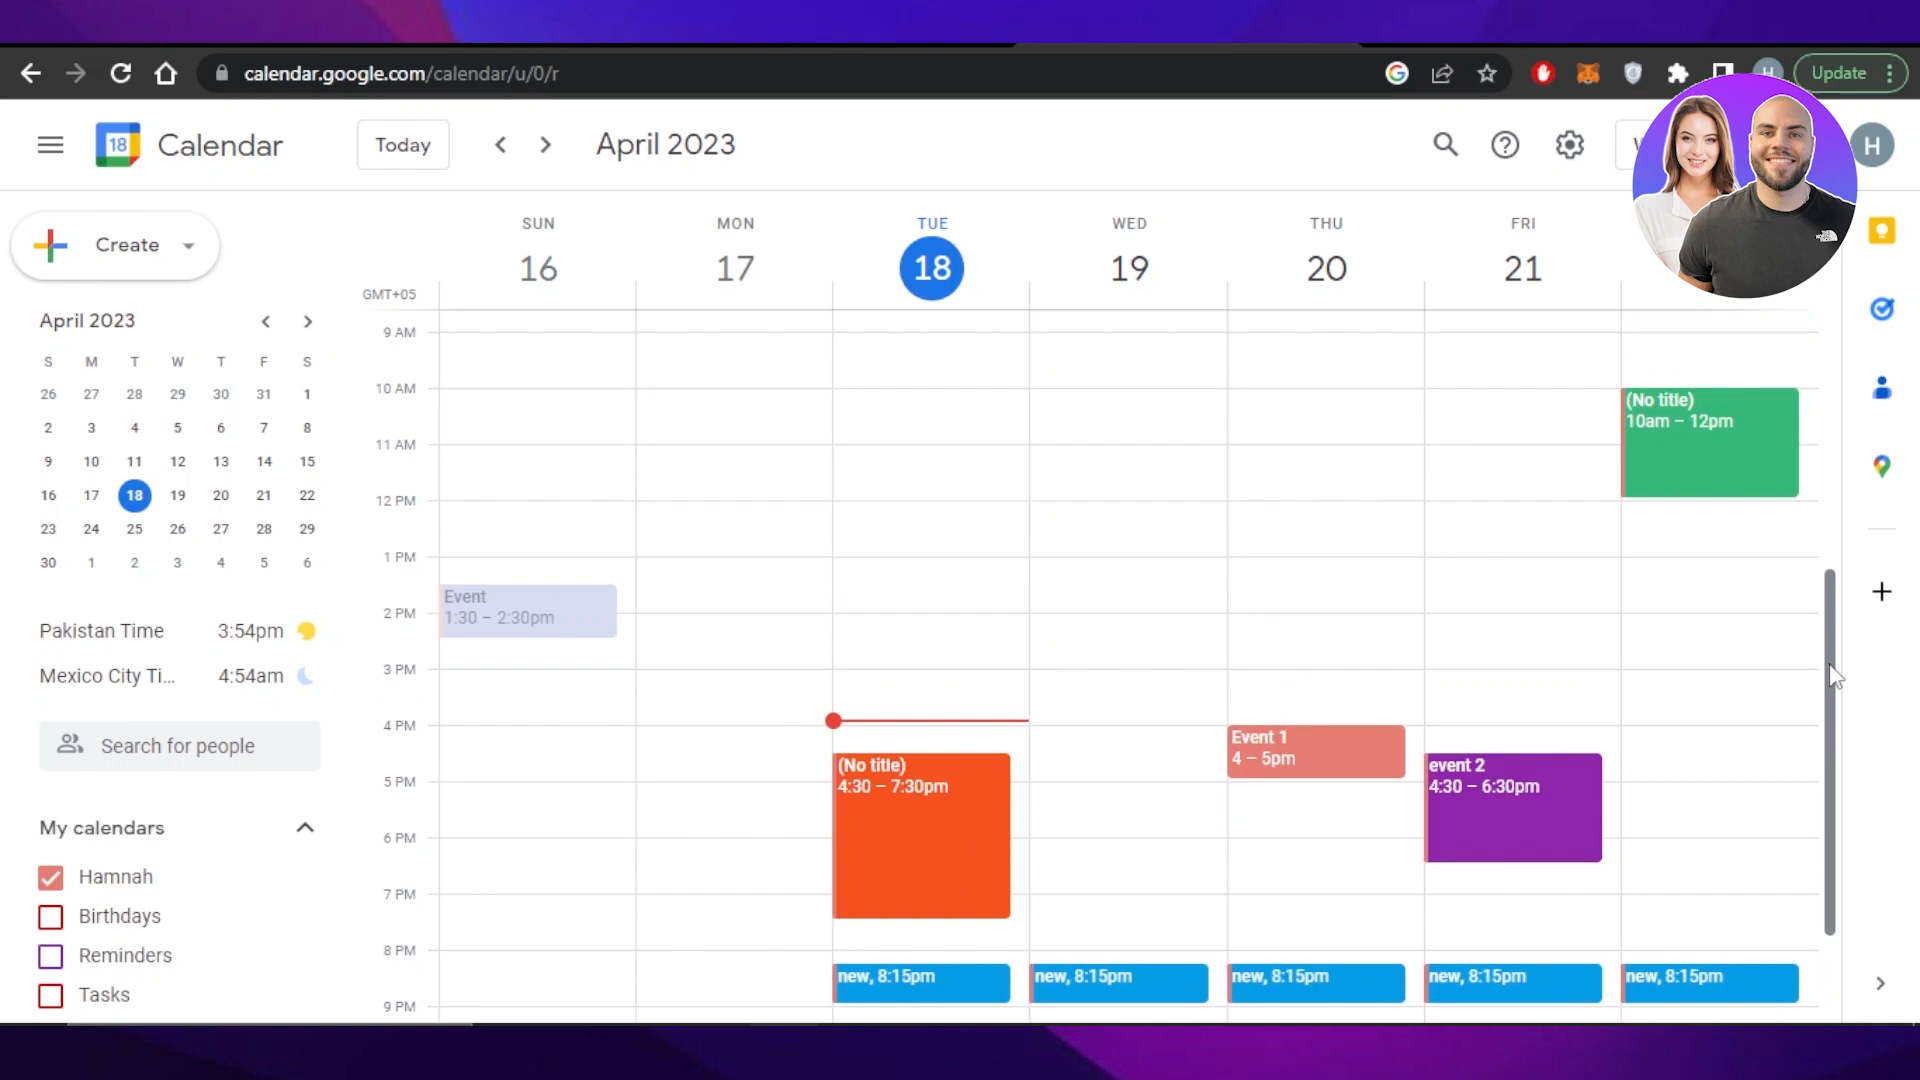 calendar.google.com/calendar/u/0/r
Update
18
Calendar
Today
April 2023
H
Create
SUN
MON
TUE
WED
THU
FRI
16
17
18
19
20
21
GMT+05
April 2023
S M T W T F S
26 27 28 29 30 31 1
2 3 4 5 6 7 8
9 10 11 12 13 14 15
16 17 18 19 20 21 22
23 24 25 26 27 28 29
30 1 2 3 4 5 6
Pakistan Time 3:54pm
Mexico City Ti... 4:54am
Search for people
My calendars
Hamnah
Birthdays
Reminders
Tasks
9 AM
10 AM
11 AM
12 PM
1 PM
2 PM
3 PM
4 PM
5 PM
6 PM
7 PM
8 PM
9 PM
(No title)
10am – 12pm
Event
1:30 – 2:30pm
(No title)
4:30 – 7:30pm
Event 1
4 – 5pm
event 2
4:30 – 6:30pm
new, 8:15pm
new, 8:15pm
new, 8:15pm
new, 8:15pm
new, 8:15pm